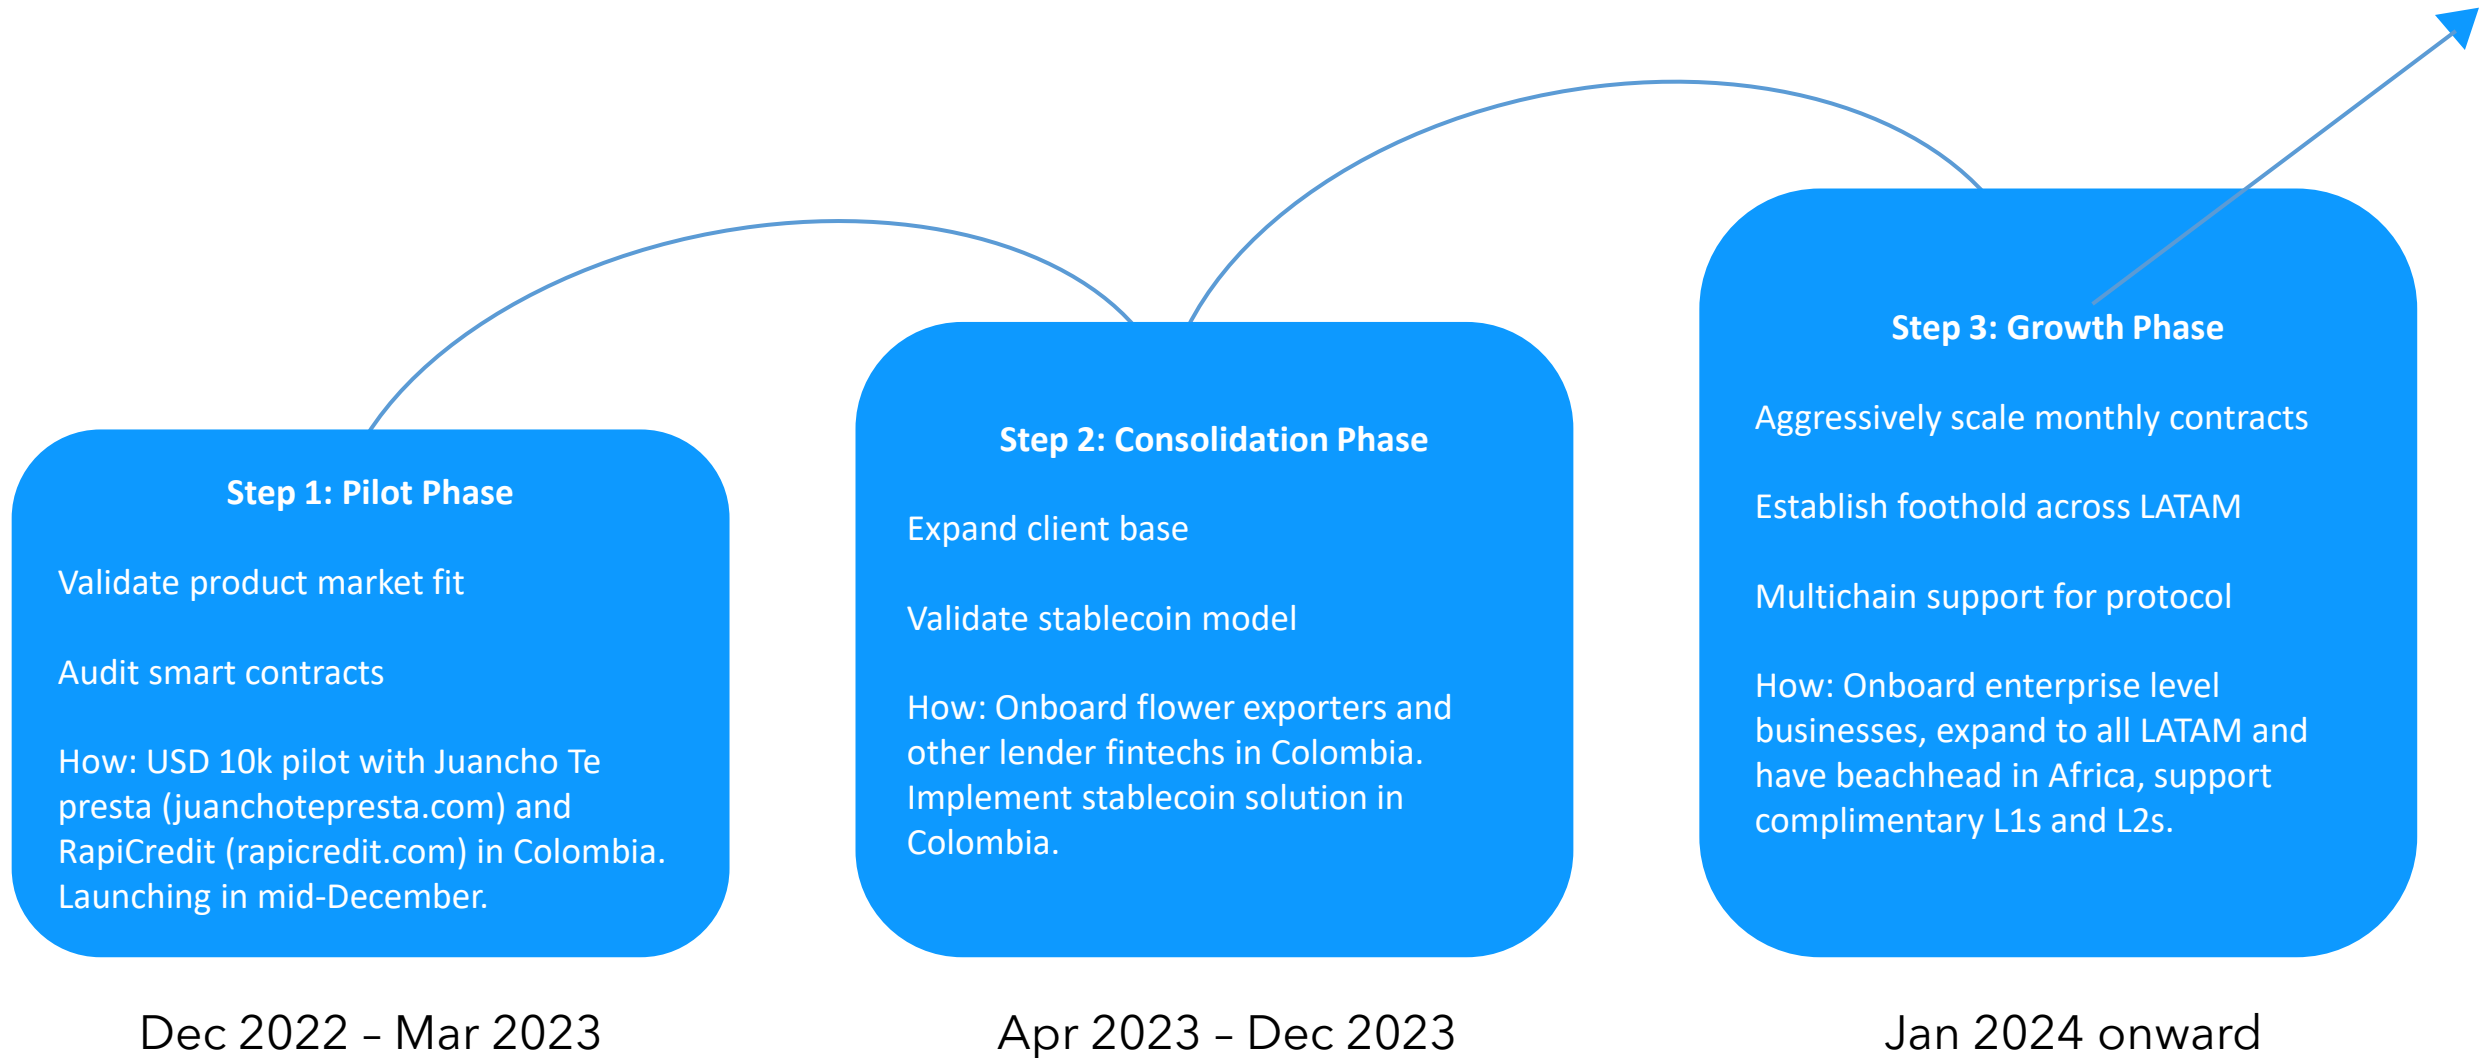 Step 1: Pilot Phase
Validate product market fit
Audit smart contracts
How: USD 10k pilot with Juancho Te
presta (juanchotepresta.com) and
RapiCredit (rapicredit.com) in Colombia.
Launching in mid-December.
Dec 2022 – Mar 2023
Step 2: Consolidation Phase
Expand client base
Validate stablecoin model
How: Onboard flower exporters and
other lender fintechs in Colombia.
Implement stablecoin solution in
Colombia.
Apr 2023 – Dec 2023
Step 3: Growth Phase
Aggressively scale monthly contracts
Establish foothold across LATAM
Multichain support for protocol
How: Onboard enterprise level
businesses, expand to all LATAM and
have beachhead in Africa, support
complimentary L1s and L2s.
Jan 2024 onward